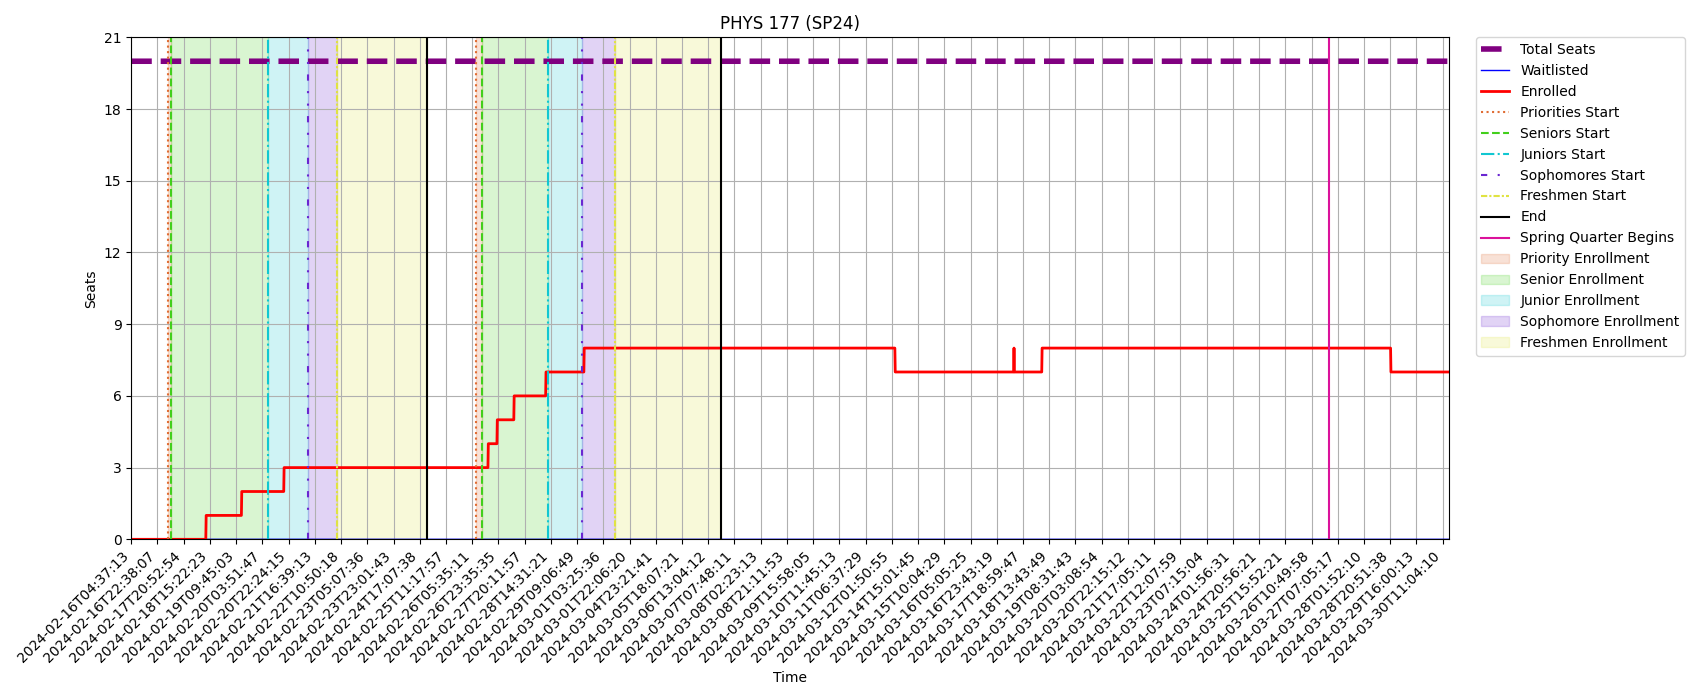 PHYS 177 (SP24)
21
18
15
12
9
6
3
0
Seats
2024-02-16T04:37:13
2024-02-16T22:38:07
2024-02-17T20:52:54
2024-02-18T15:22:23
2024-02-19T09:45:03
2024-02-20T03:51:47
2024-02-20T22:24:15
2024-02-21T16:39:13
2024-02-22T10:50:18
2024-02-23T05:07:36
2024-02-23T23:01:43
2024-02-24T17:07:38
2024-02-25T11:17:57
2024-02-26T05:35:11
2024-02-26T23:35:35
2024-02-27T20:11:57
2024-02-28T14:31:21
2024-02-29T09:06:49
2024-03-01T03:25:36
2024-03-01T22:06:20
2024-03-04T23:21:41
2024-03-05T18:07:21
2024-03-06T13:04:12
2024-03-07T07:48:11
2024-03-08T02:23:13
2024-03-08T21:11:53
2024-03-09T15:58:05
2024-03-10T11:45:13
2024-03-11T06:37:29
2024-03-12T01:50:55
2024-03-14T15:01:45
2024-03-15T10:04:29
2024-03-16T05:05:25
2024-03-16T23:43:19
2024-03-17T18:59:47
2024-03-18T13:43:49
2024-03-19T08:31:43
2024-03-20T03:08:54
2024-03-20T22:15:12
2024-03-21T17:05:11
2024-03-22T12:07:59
2024-03-23T07:15:04
2024-03-24T01:56:31
2024-03-24T20:56:21
2024-03-25T15:52:21
2024-03-26T10:49:58
2024-03-27T07:05:17
2024-03-28T01:52:10
2024-03-28T20:51:38
2024-03-29T16:00:13
2024-03-30T11:04:10
Time
Total Seats
Waitlisted
Enrolled
Priorities Start
Seniors Start
Juniors Start
Sophomores Start
Freshmen Start
End
Spring Quarter Begins
Priority Enrollment
Senior Enrollment
Junior Enrollment
Sophomore Enrollment
Freshmen Enrollment